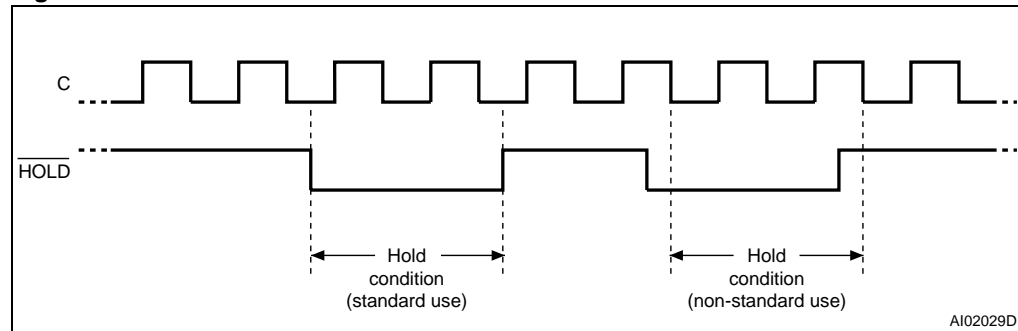 C
HOLD
Hold
condition
(standard use)
Hold
condition
(non-standard use)
AI02029D